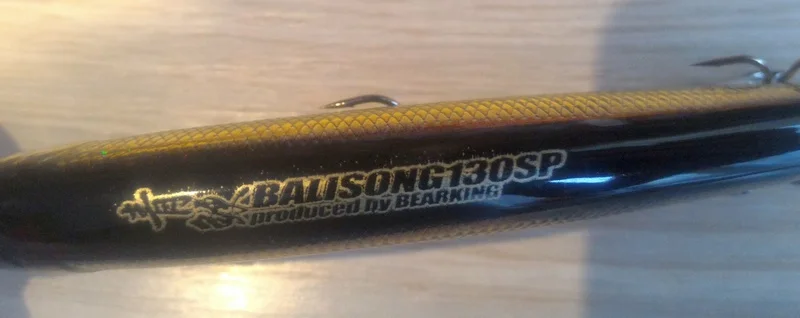 BALISONG130SP
produced by BEARKING